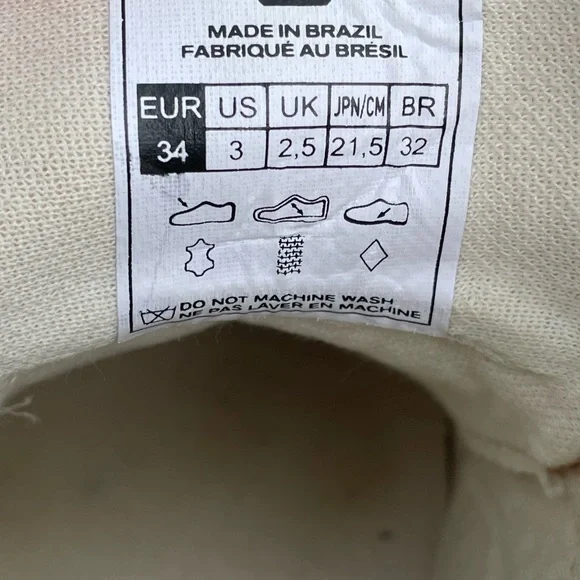 MADE IN BRAZIL
FABRIQUÉ AU BRÉSIL
EUR US UK JPN/CM BR
34 3 2,5 21,5 32
DO NOT MACHINE WASH
NE PAS LAVER EN MACHINE